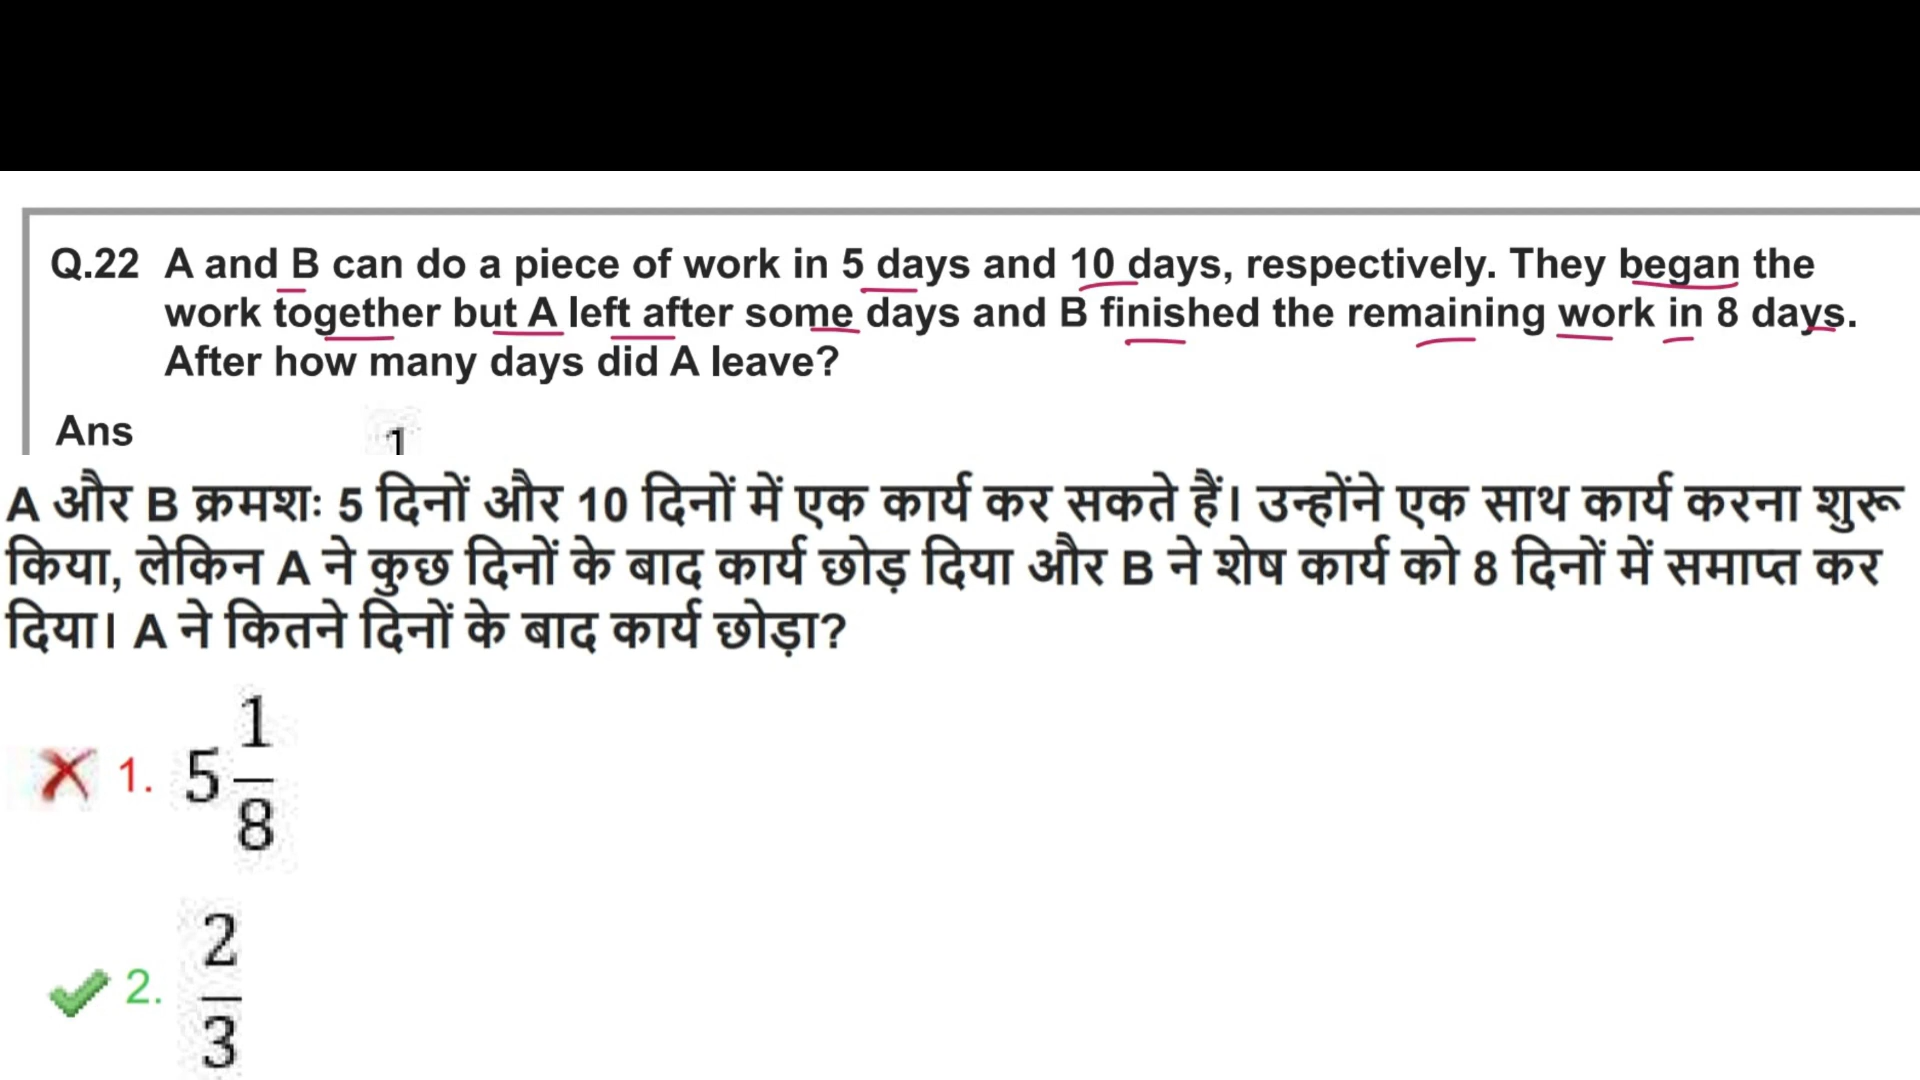 Q.22 A and B can do a piece of work in 5 days and 10 days, respectively. They began the
work together but A left after some days and B finished the remaining work in 8 days.
After how many days did A leave?
Ans
1
A और B क्रमशः 5 दिनों और 10 दिनों में एक कार्य कर सकते हैं। उन्होंने एक साथ कार्य करना शुरू
किया, लेकिन A ने कुछ दिनों के बाद कार्य छोड़ दिया और B ने शेष कार्य को 8 दिनों में समाप्त कर
दिया। A ने कितने दिनों के बाद कार्य छोड़ा?
1. 5 1/8
2. 2/3